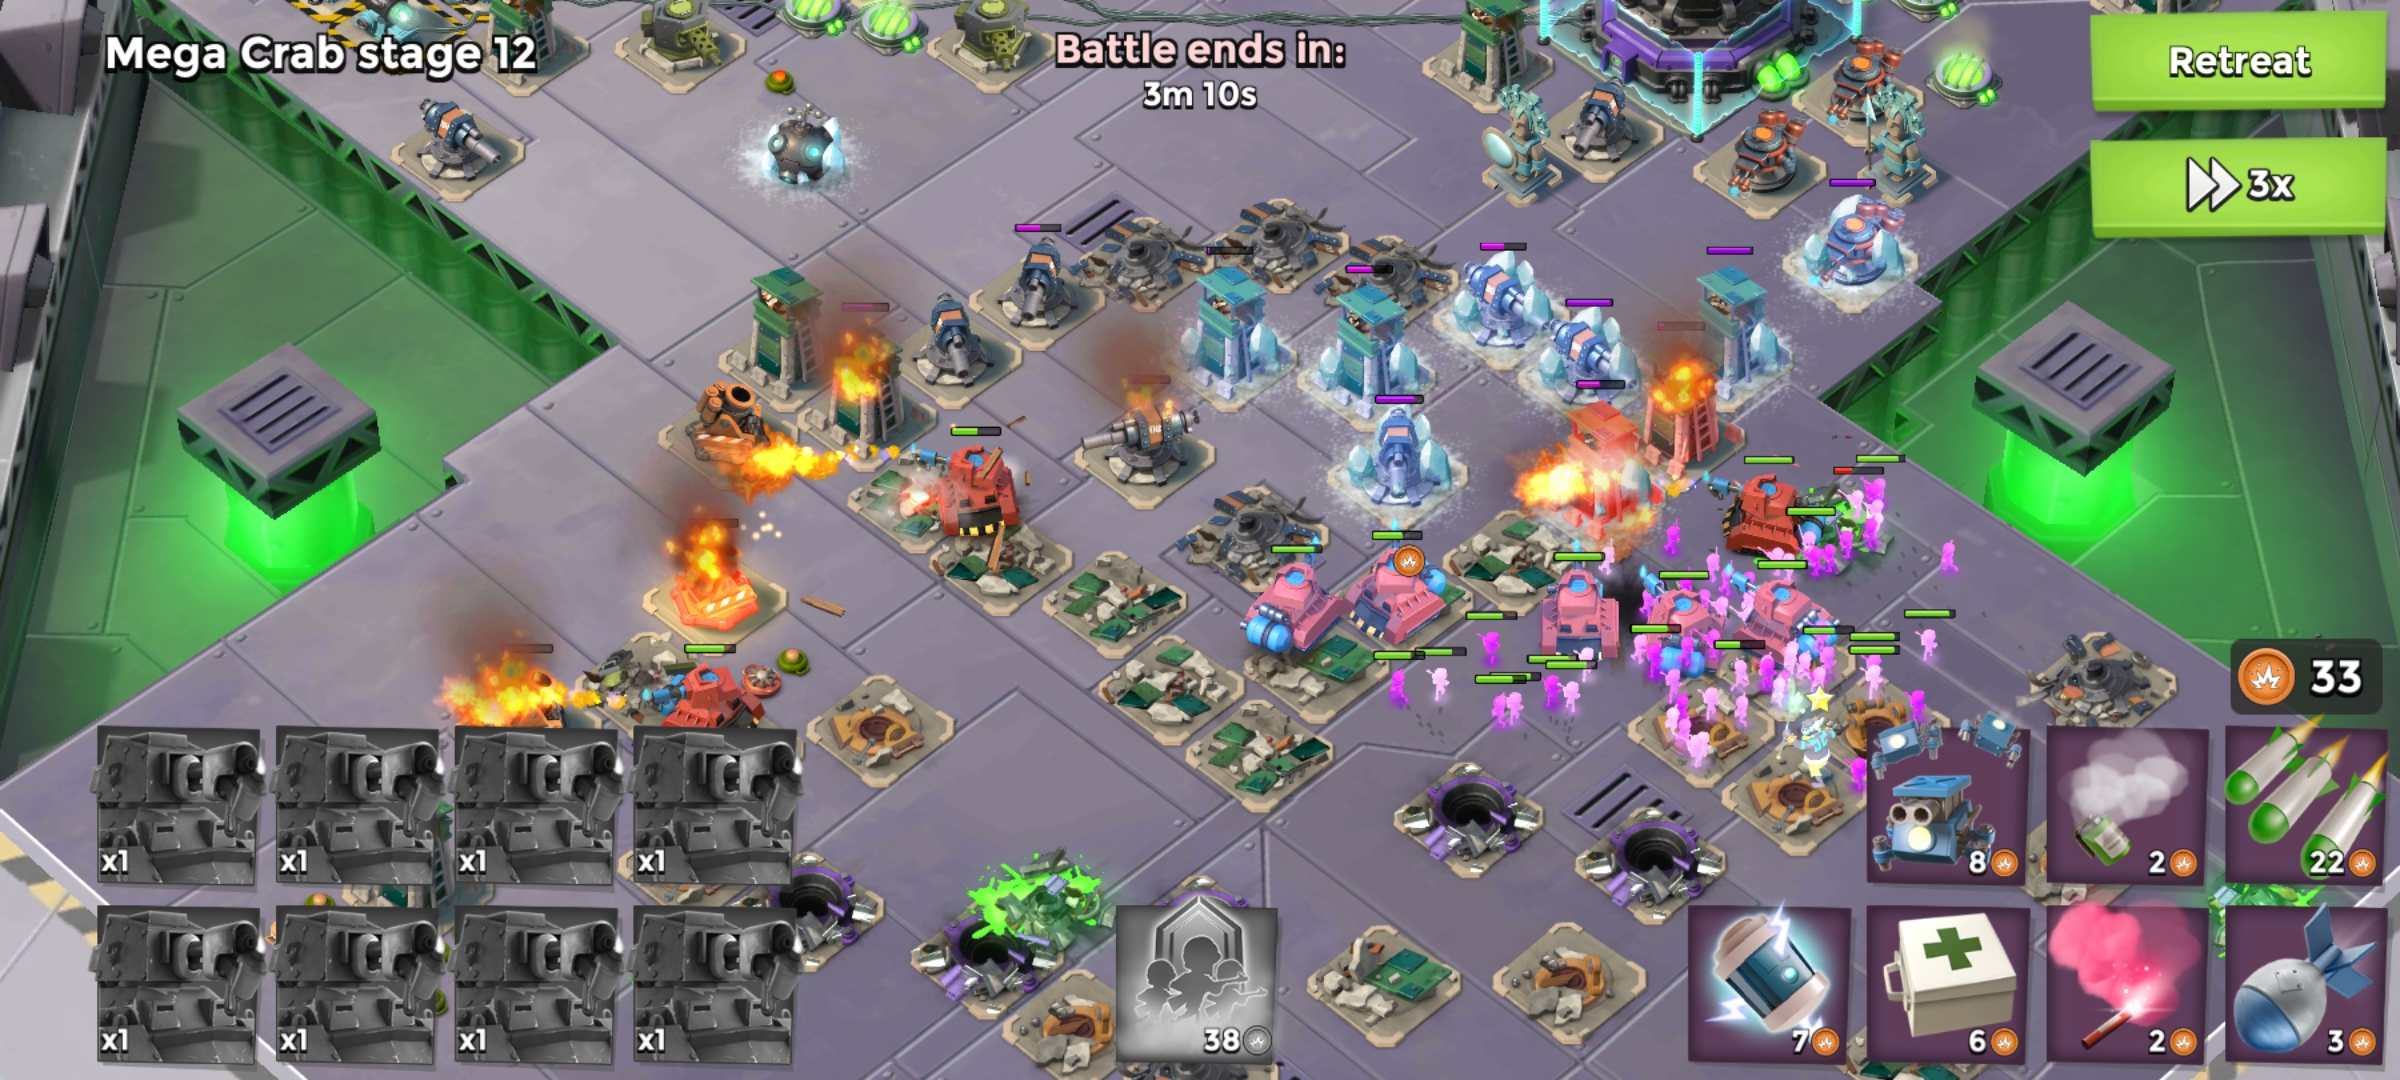 Mega Crab stage 12
Battle ends in:
3m 10s
Retreat
3x
33
x1
x1
x1
x1
8
2
22
x1
x1
x1
x1
38
7
6
2
3